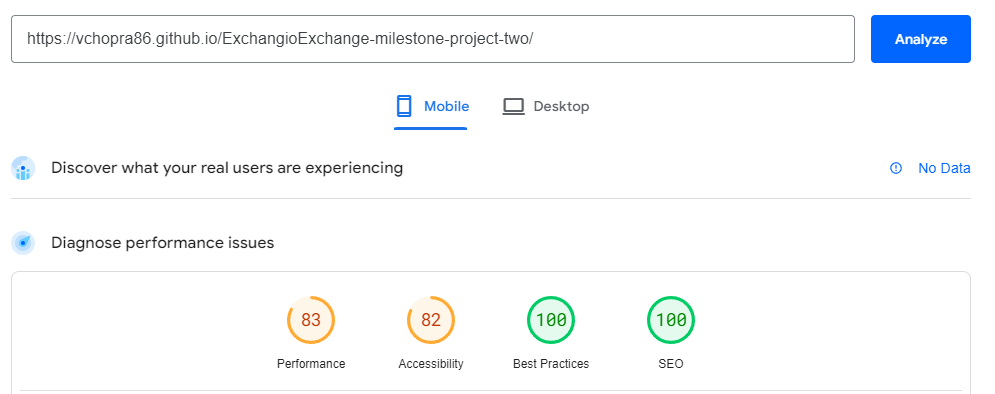 https://vchopra86.github.io/ExchangioExchange-milestone-project-two/
Analyze
Mobile
Desktop
Discover what your real users are experiencing
No Data
Diagnose performance issues
83
82
100
100
Performance
Accessibility
Best Practices
SEO